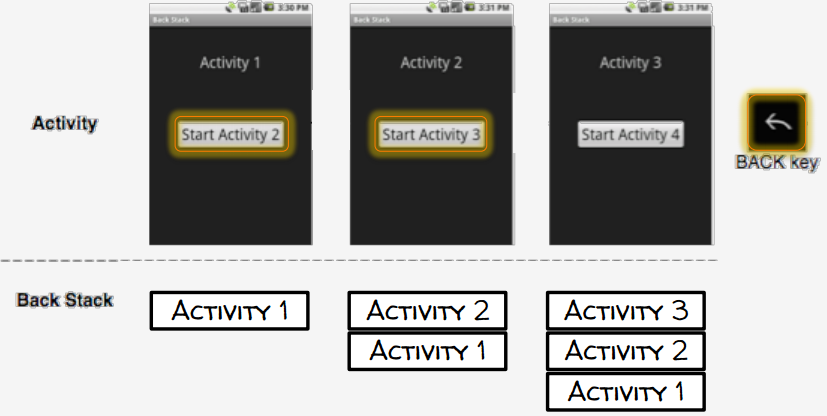 3:30 PM
Back Stack
Activity 1
Start Activity 2
3:31 PM
Back Stack
Activity 2
Start Activity 3
3:31 PM
Back Stack
Activity 3
Start Activity 4
Activity
BACK key
Back Stack
ACTIVITY 1
ACTIVITY 2
ACTIVITY 1
ACTIVITY 3
ACTIVITY 2
ACTIVITY 1